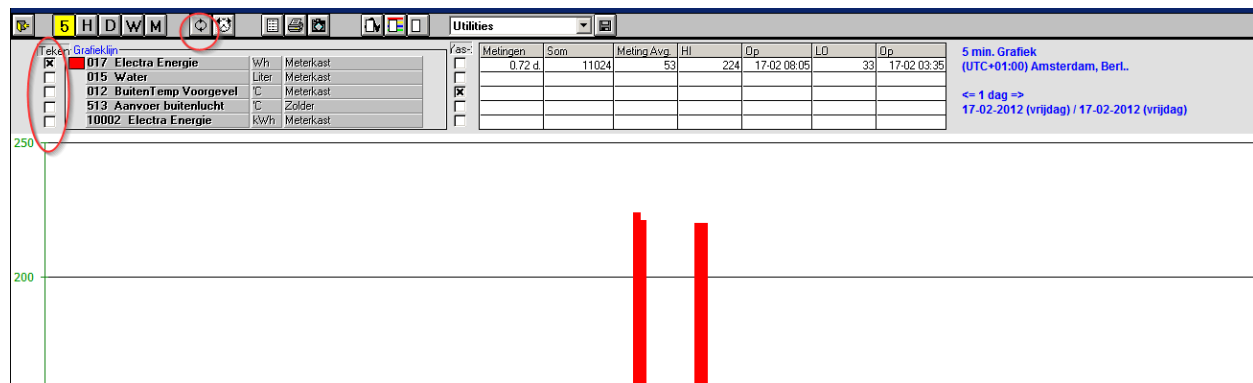 5 H D W M Utilities
Teken Grafieklijn Yas-: Metingen Som Meting Avg. HI Op LO Op
017 Electra Energie Wh Meterkast 0.72 d. 11024 53 224 17-02 08:05 33 17-02 03:35
015 Water Liter Meterkast
012 BuitenTemp Voorgevel °C Meterkast
513 Aanvoer buitenlucht °C Zolder
10002 Electra Energie kWh Meterkast
5 min. Grafiek
(UTC+01:00) Amsterdam, Berl..
<= 1 dag =>
17-02-2012 (vrijdag) / 17-02-2012 (vrijdag)
250
200